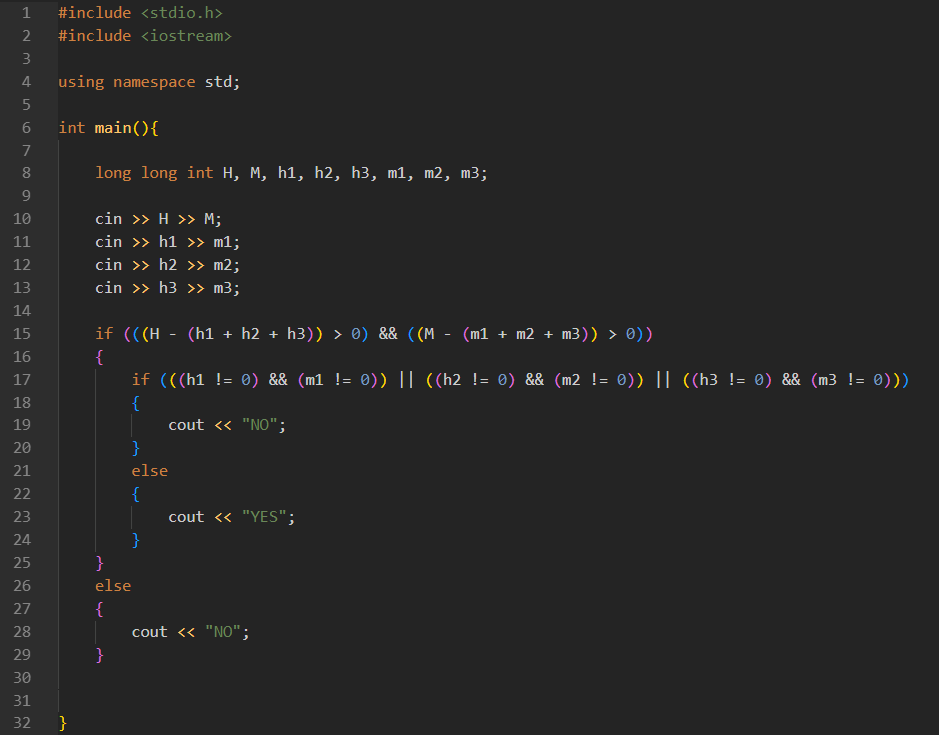 1 #include <stdio.h>
2 #include <iostream>
3
4 using namespace std;
5
6 int main(){
7
8 long long int H, M, h1, h2, h3, m1, m2, m3;
9
10 cin >> H >> M;
11 cin >> h1 >> m1;
12 cin >> h2 >> m2;
13 cin >> h3 >> m3;
14
15 if (((H - (h1 + h2 + h3)) > 0) && ((M - (m1 + m2 + m3)) > 0))
16 {
17 if (((h1 != 0) && (m1 != 0)) || ((h2 != 0) && (m2 != 0)) || ((h3 != 0) && (m3 != 0)))
18 {
19 cout << "NO";
20 }
21 else
22 {
23 cout << "YES";
24 }
25 }
26 else
27 {
28 cout << "NO";
29 }
30
31
32 }